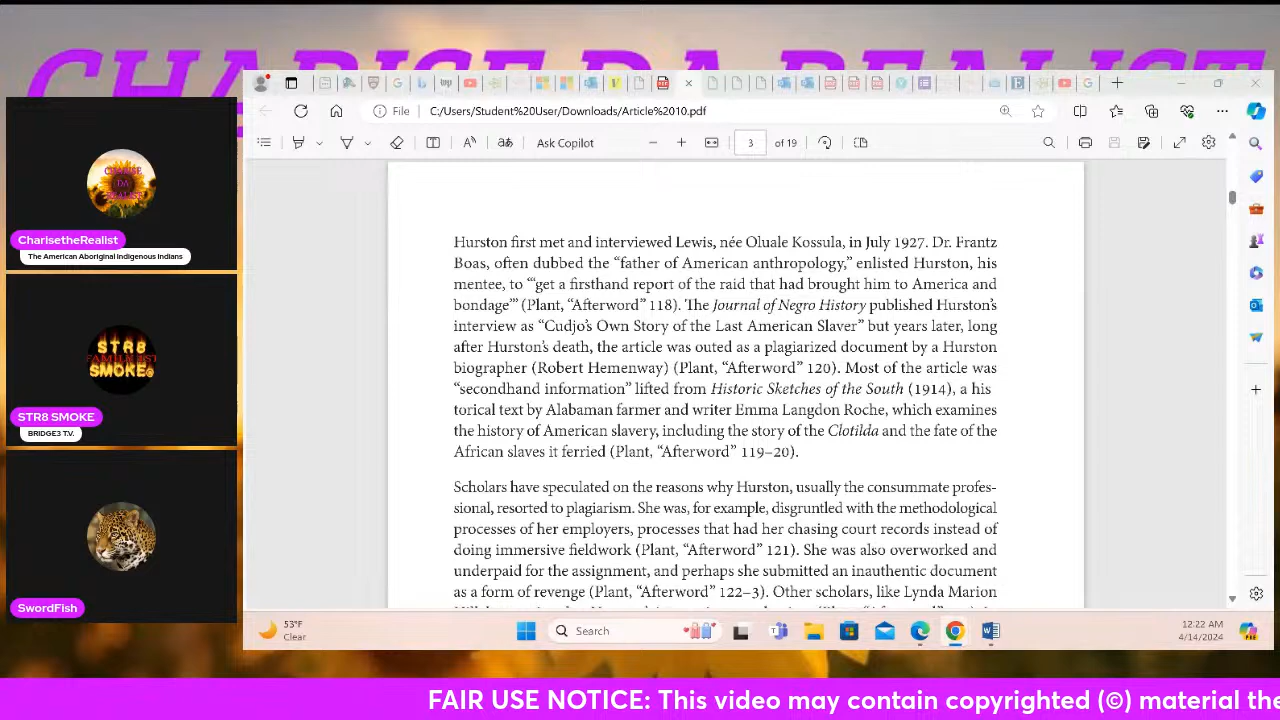 CHARISE DA REALIST
CHARISE
DA
REALIST
CharisetheRealist
The American Aboriginal Indigenous Indians
STR8
FAMILY 1ST
SMOKE
STR8 SMOKE
BRIDGE3 T.V.
SwordFish
File
C:/Users/Student%20User/Downloads/Article%2010.pdf
Ask Copilot
3
of 19
Hurston first met and interviewed Lewis, née Oluale Kossula, in July 1927. Dr. Frantz
Boas, often dubbed the “father of American anthropology,” enlisted Hurston, his
mentee, to “‘get a firsthand report of the raid that had brought him to America and
bondage’” (Plant, “Afterword” 118). The Journal of Negro History published Hurston’s
interview as “Cudjo’s Own Story of the Last American Slaver” but years later, long
after Hurston’s death, the article was outed as a plagiarized document by a Hurston
biographer (Robert Hemenway) (Plant, “Afterword” 120). Most of the article was
“secondhand information” lifted from Historic Sketches of the South (1914), a his
torical text by Alabaman farmer and writer Emma Langdon Roche, which examines
the history of American slavery, including the story of the Clotilda and the fate of the
African slaves it ferried (Plant, “Afterword” 119–20).
Scholars have speculated on the reasons why Hurston, usually the consummate profes-
sional, resorted to plagiarism. She was, for example, disgruntled with the methodological
processes of her employers, processes that had her chasing court records instead of
doing immersive fieldwork (Plant, “Afterword” 121). She was also overworked and
underpaid for the assignment, and perhaps she submitted an inauthentic document
as a form of revenge (Plant, “Afterword” 122–3). Other scholars, like Lynda Marion
53°F
Clear
Search
12:22 AM
4/14/2024
FAIR USE NOTICE: This video may contain copyrighted (©) material the